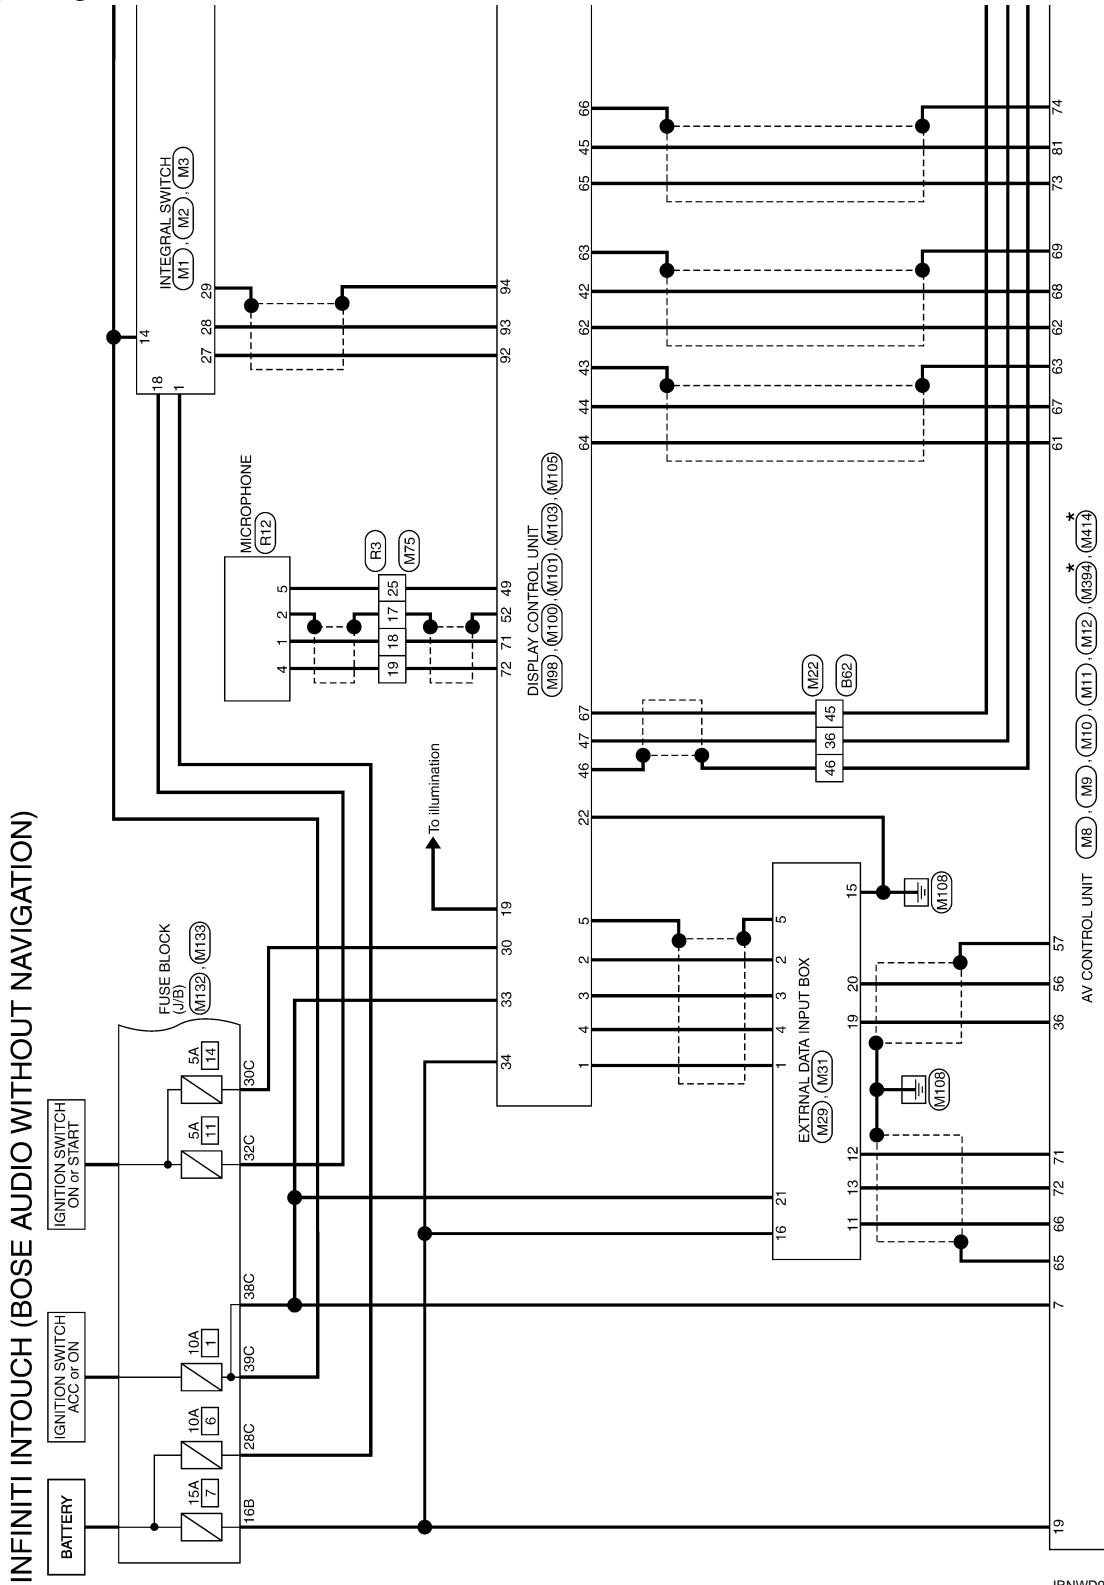 INFINITI INTOUCH (BOSE AUDIO WITHOUT NAVIGATION)
BATTERY
IGNITION SWITCH
ACC or ON
IGNITION SWITCH
ON or START
FUSE BLOCK
(J/B)
M132 , M133
15A
7
10A
6
10A
1
5A
11
5A
14
16B
28C
39C
38C
32C
30C
INTEGRAL SWITCH
M1 , M2 , M3
14
18
1
27
28
29
MICROPHONE
R12
4
1
2
5
R3
M75
19
18
17
25
To illumination
34
33
30
19
72
71
52
49
92
93
94
DISPLAY CONTROL UNIT
M98 , M100 , M101 , M103 , M105
1
4
3
2
5
22
46
47
67
64
44
43
62
42
63
65
45
66
M22
B62
46
36
45
EXTRNAL DATA INPUT BOX
M29 , M31
16
21
1
4
3
2
5
11
13
12
19
20
15
M108
M108
19
7
65
66
72
71
36
56
57
61
67
63
62
68
69
73
81
74
AV CONTROL UNIT
M8 , M9 , M10 , M11 , M12 , M394* , M414*